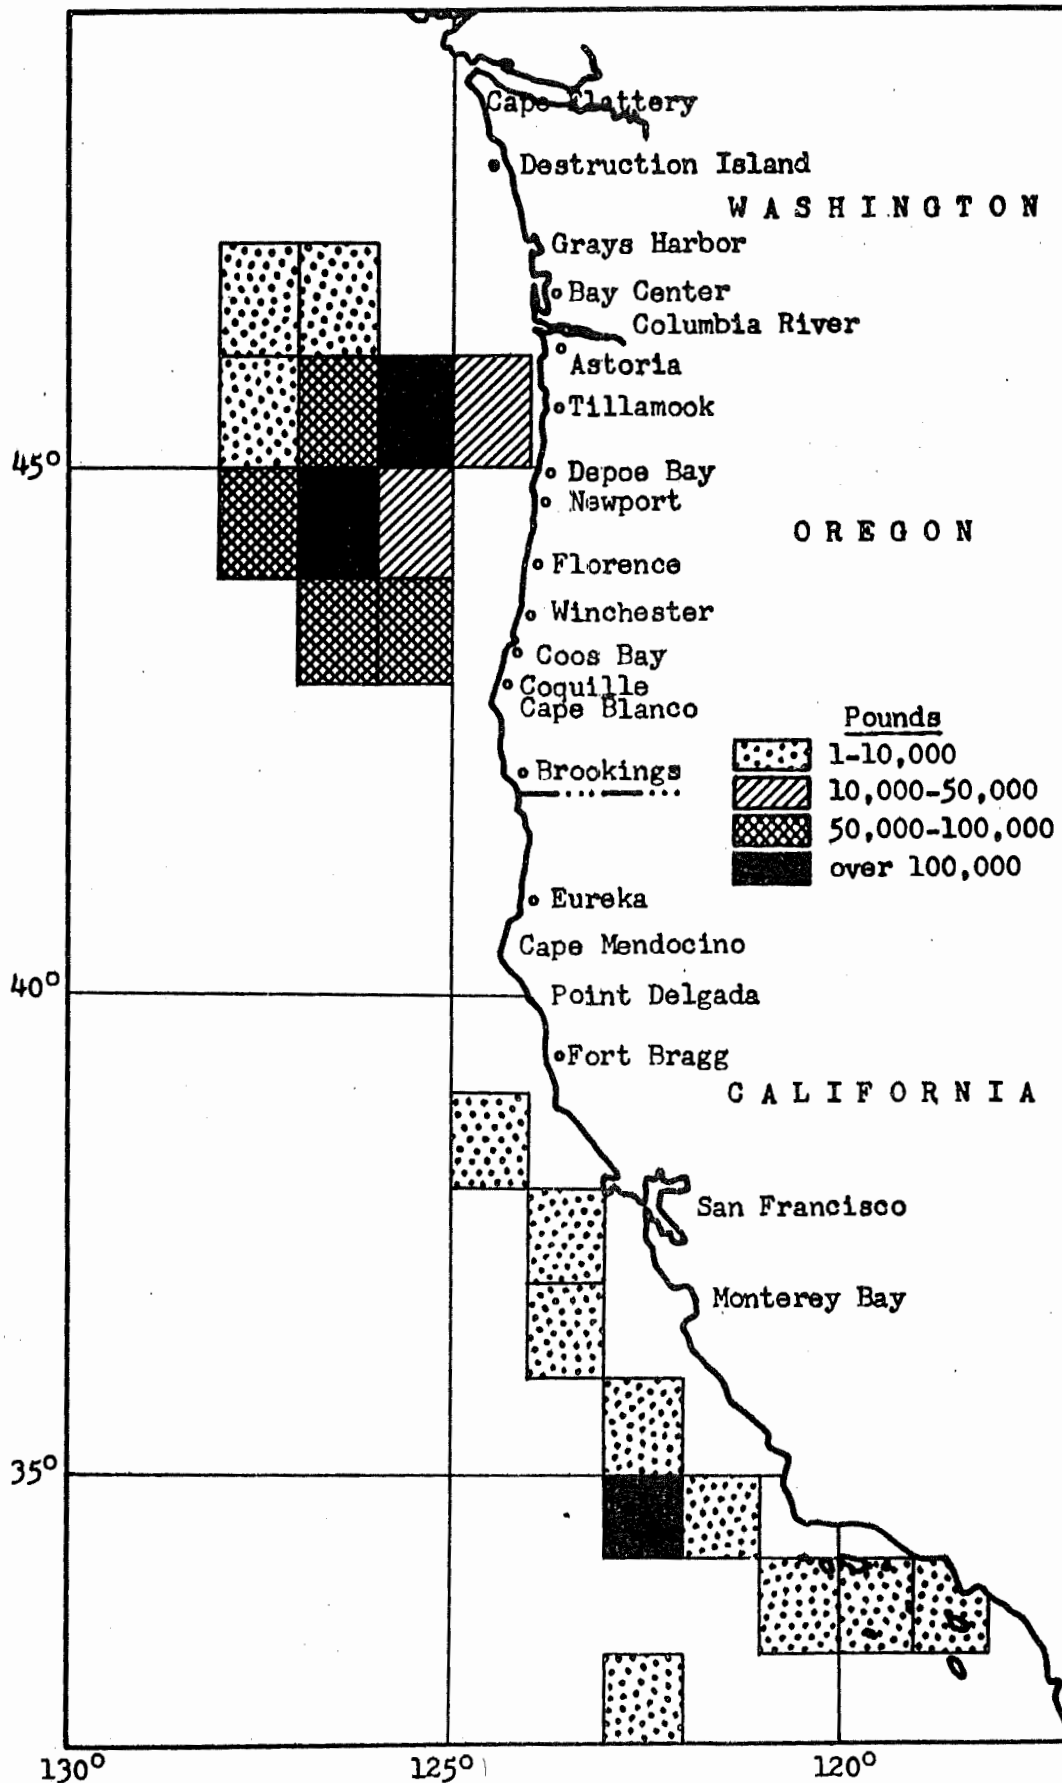 Cape Flattery
Destruction Island
WASHINGTON
Grays Harbor
Bay Center
Columbia River
Astoria
Tillamook
45°
Depoe Bay
Newport
OREGON
Florence
Winchester
Coos Bay
Coquille
Cape Blanco
Pounds
1-10,000
Brookings
10,000-50,000
50,000-100,000
over 100,000
Eureka
Cape Mendocino
40°
Point Delgada
Fort Bragg
CALIFORNIA
San Francisco
Monterey Bay
35°
130°
125°
120°